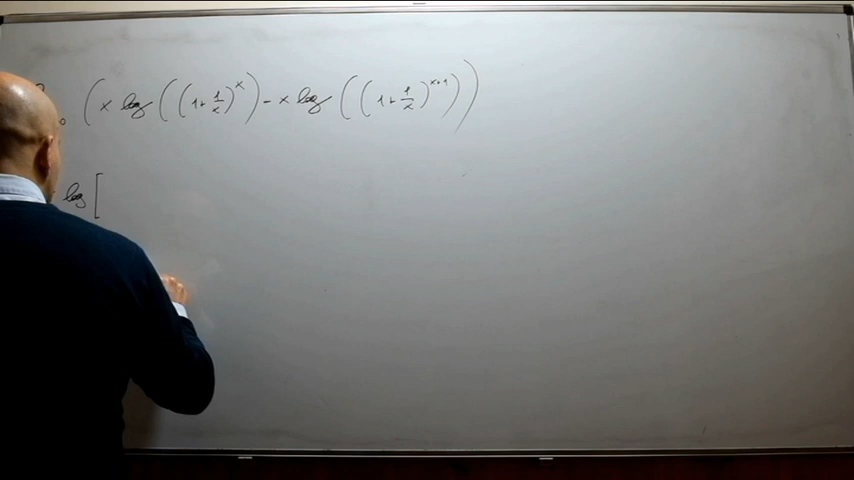 ( x log ( ( 1 + 1/x )^x ) - x log ( ( 1 + 1/x )^{x+1} ) )
log [